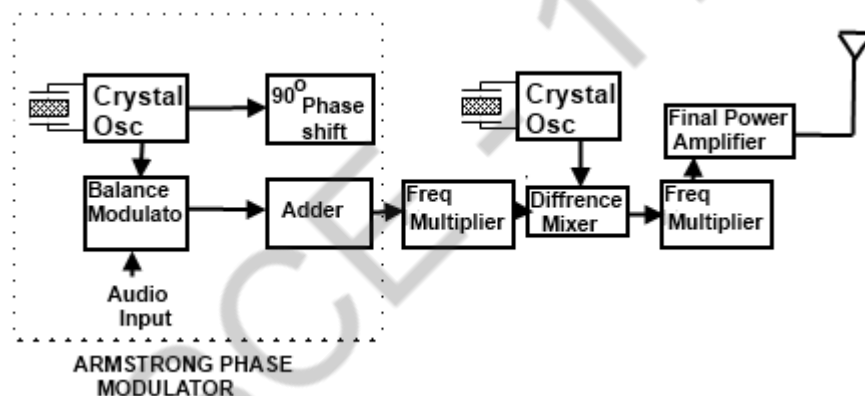 Crystal
Osc
90o Phase
shift
Crystal
Osc
Final Power
Amplifier
Balance
Modulato
Adder
Freq
Multiplier
Diffrence
Mixer
Freq
Multiplier
Audio
Input
ARMSTRONG PHASE
MODULATOR